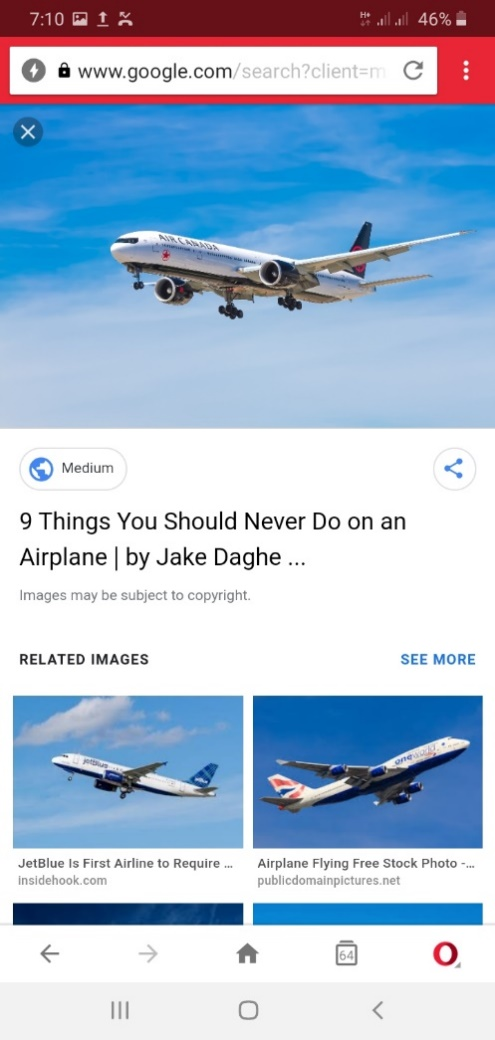 7:10 46%
www.google.com/search?client=m
AIR CANADA
Medium
9 Things You Should Never Do on an
Airplane | by Jake Daghe ...
Images may be subject to copyright.
RELATED IMAGES SEE MORE
jetBlue
oneworld
JetBlue Is First Airline to Require ...
insidehook.com
Airplane Flying Free Stock Photo -...
publicdomainpictures.net
64